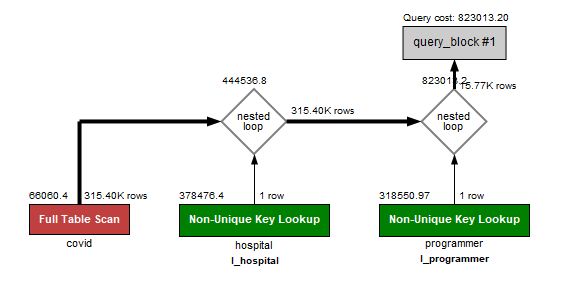 Query cost: 823013.20
query_block #1
444536.8
823013.2
15.77K rows
nested
loop
315.40K rows
nested
loop
66060.4
315.40K rows
378476.4
1 row
318550.97
1 row
Full Table Scan
Non-Unique Key Lookup
Non-Unique Key Lookup
covid
hospital
programmer
I_hospital
I_programmer